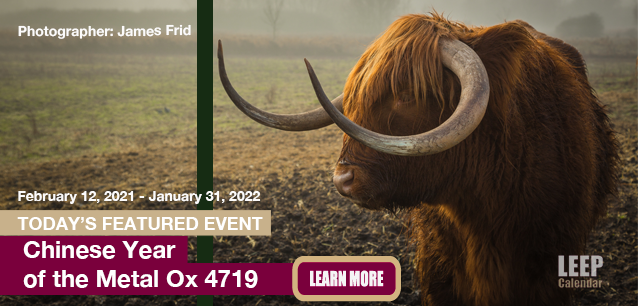 Photographer: James Frid
February 12, 2021 - January 31, 2022
TODAY'S FEATURED EVENT
Chinese Year
of the Metal Ox 4719
LEARN MORE
LEEP
Calendar